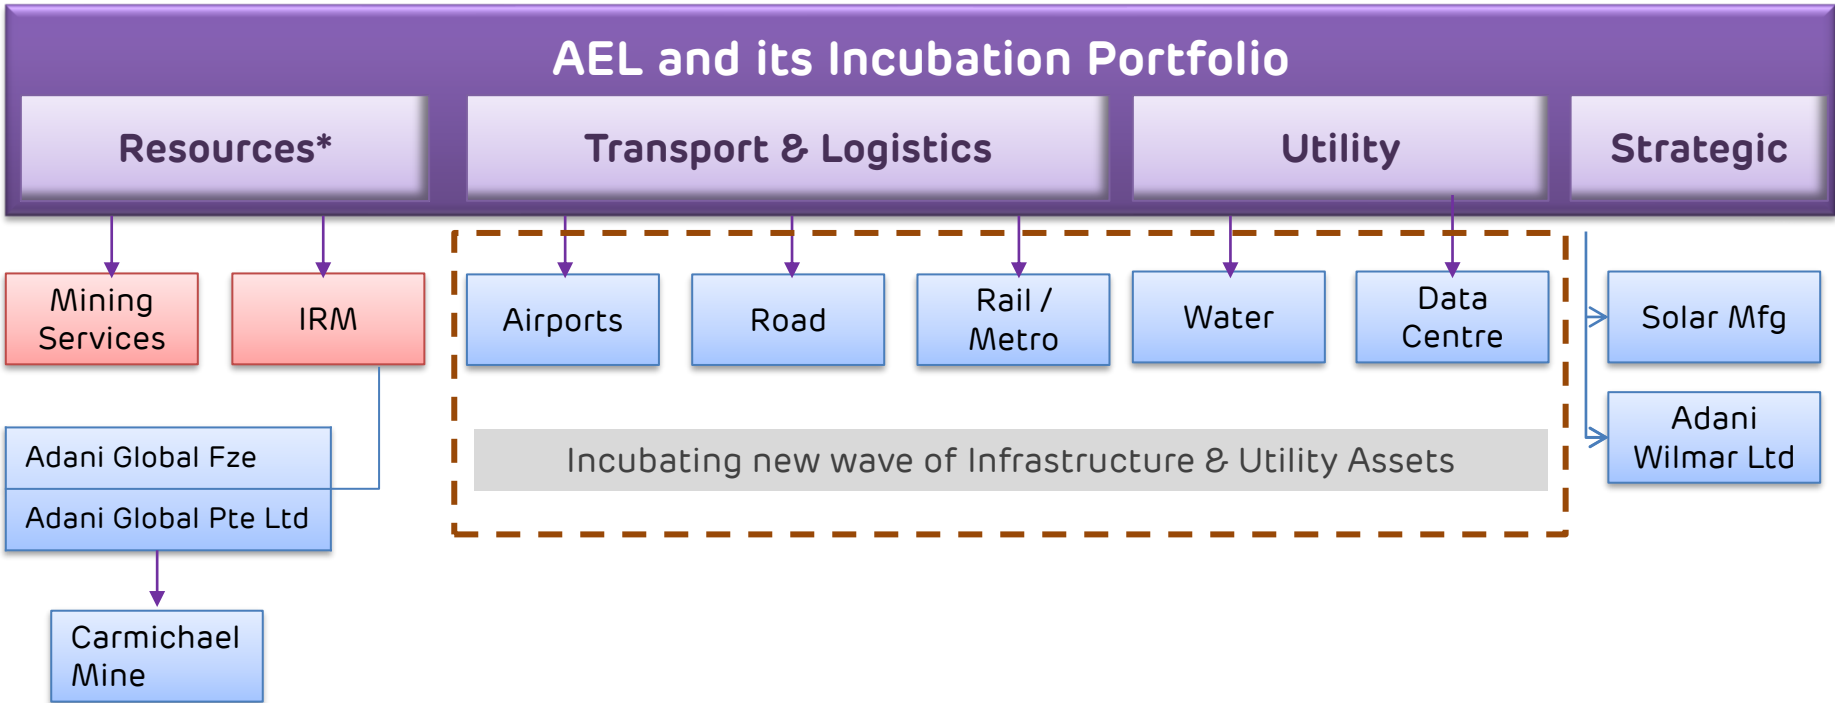 AEL and its Incubation Portfolio
Resources*
Transport & Logistics
Utility
Strategic
Mining
Services
IRM
Airports
Road
Rail /
Metro
Water
Data
Centre
Solar Mfg
Adani
Wilmar Ltd
Adani Global Fze
Adani Global Pte Ltd
Incubating new wave of Infrastructure & Utility Assets
Carmichael
Mine